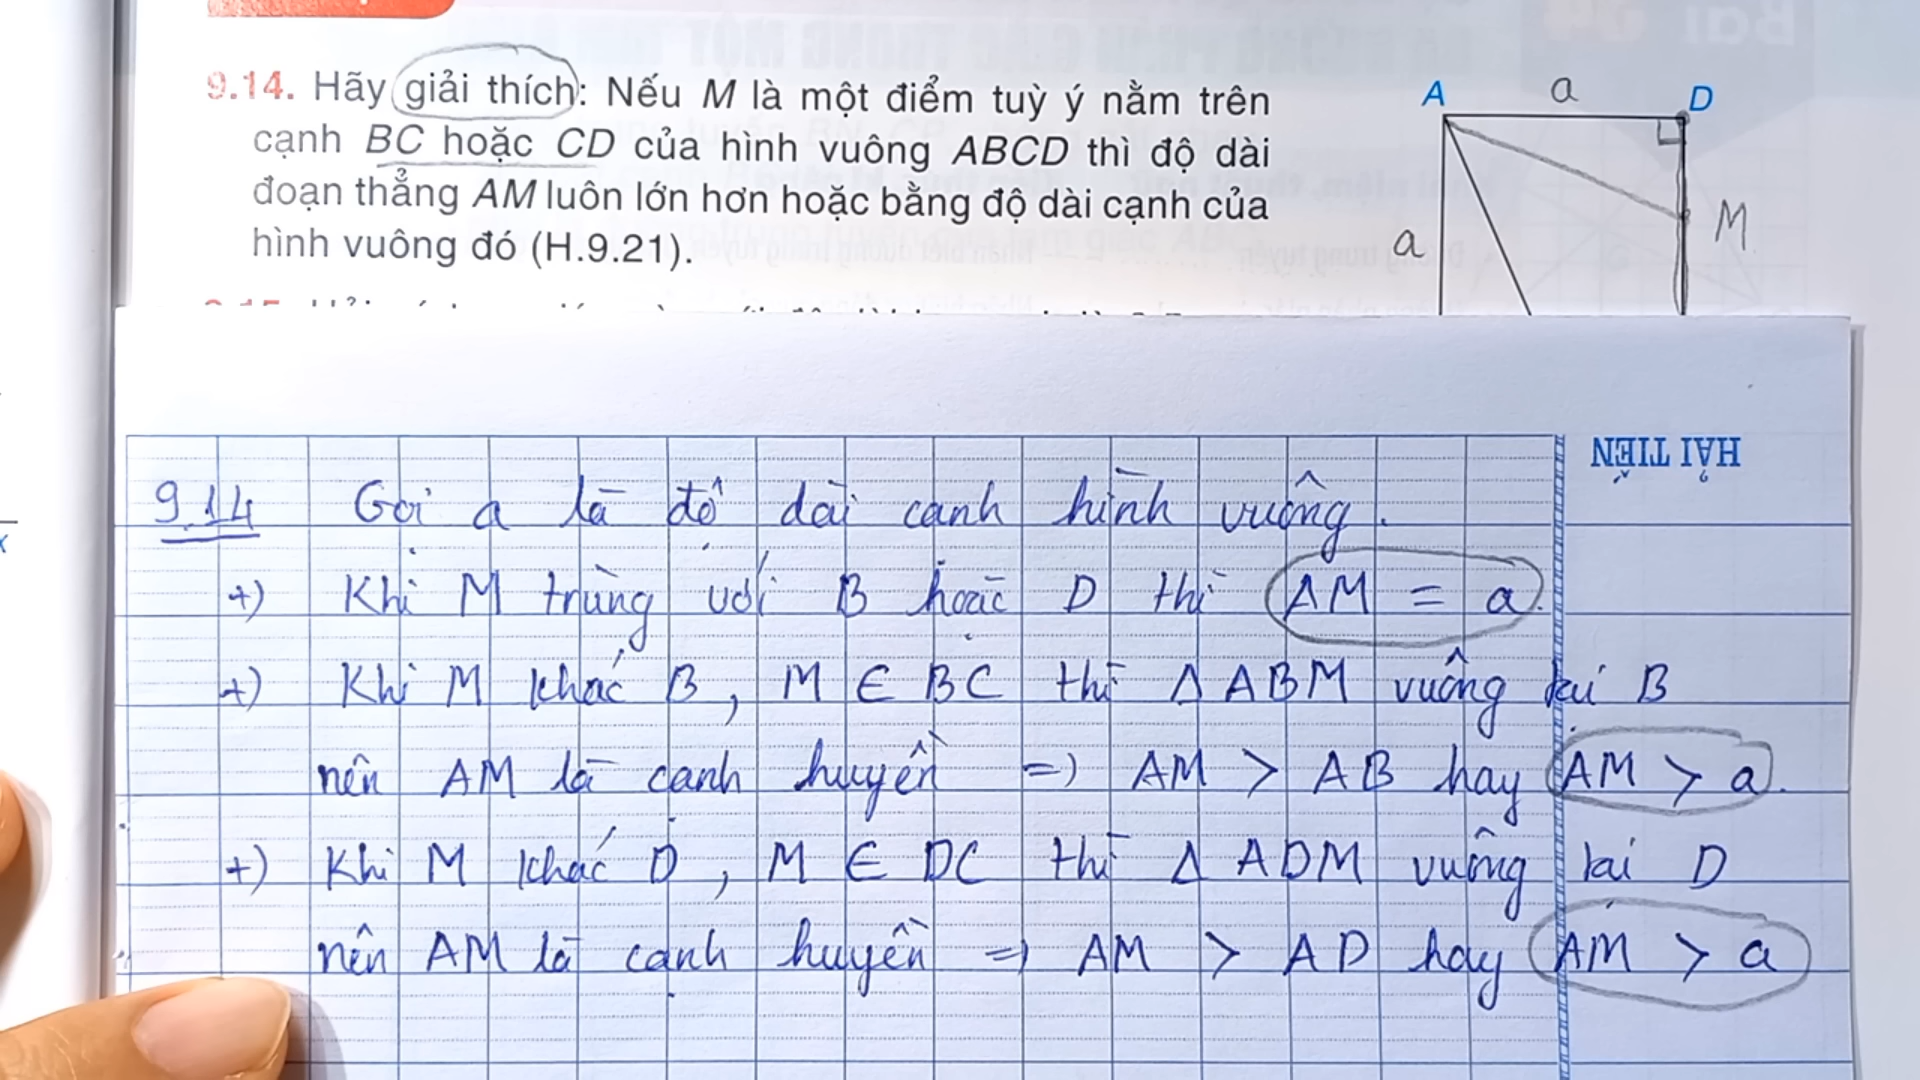 9.14. Hãy giải thích: Nếu M là một điểm tuỳ ý nằm trên
cạnh BC hoặc CD của hình vuông ABCD thì độ dài
đoạn thẳng AM luôn lớn hơn hoặc bằng độ dài cạnh của
hình vuông đó (H.9.21).
A a D
a M
HẢI TIẾN
9.14 Gọi a là độ dài cạnh hình vuông.
+) Khi M trùng với B hoặc D thì AM = a.
+) Khi M khác B, M ∈ BC thì Δ ABM vuông tại B
nên AM là cạnh huyền => AM > AB hay AM > a.
+) Khi M khác D, M ∈ DC thì Δ ADM vuông tại D
nên AM là cạnh huyền => AM > AD hay AM > a